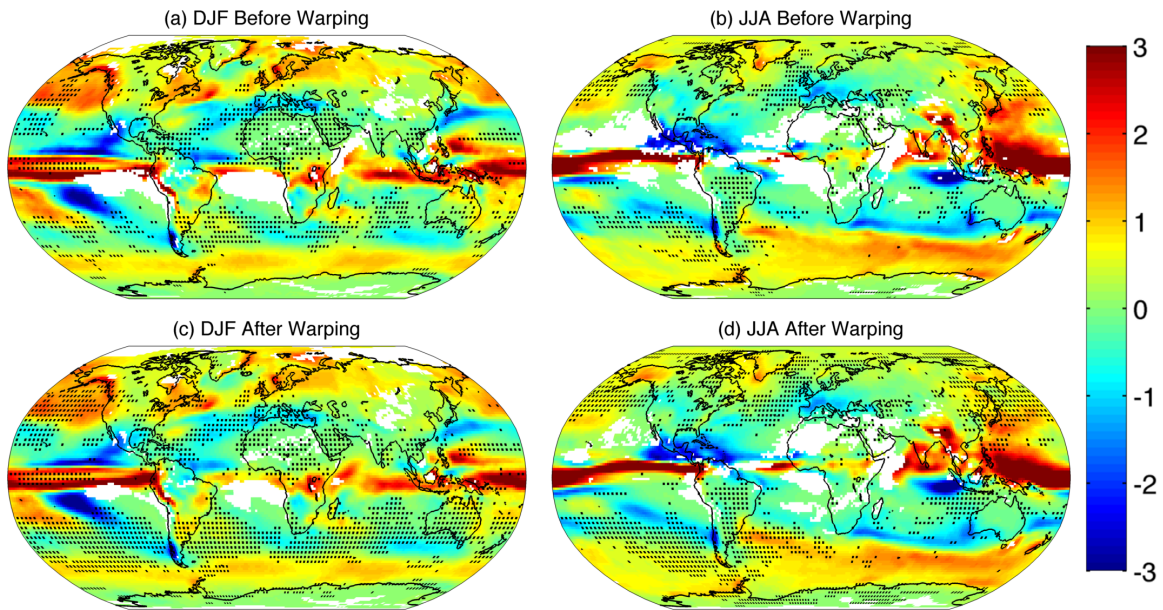 (a) DJF Before Warping
(b) JJA Before Warping
3
2
1
0
-1
-2
-3
(c) DJF After Warping
(d) JJA After Warping